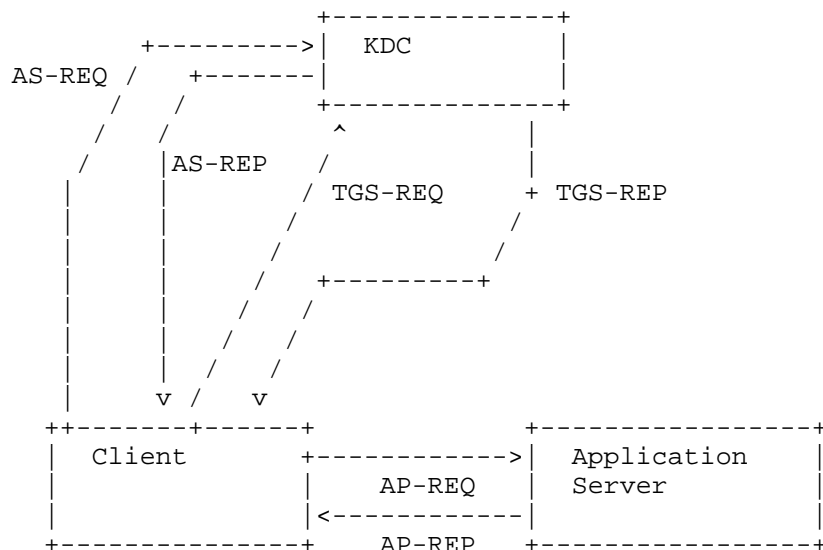 KDC
AS-REQ
AS-REP
TGS-REQ TGS-REP
Client Application
AP-REQ Server
AP-REP